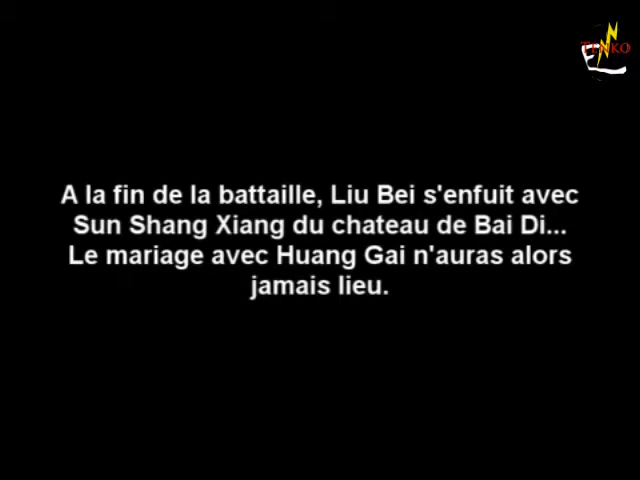 TENKO
A la fin de la battaille, Liu Bei s'enfuit avec
Sun Shang Xiang du chateau de Bai Di...
Le mariage avec Huang Gai n'auras alors
jamais lieu.